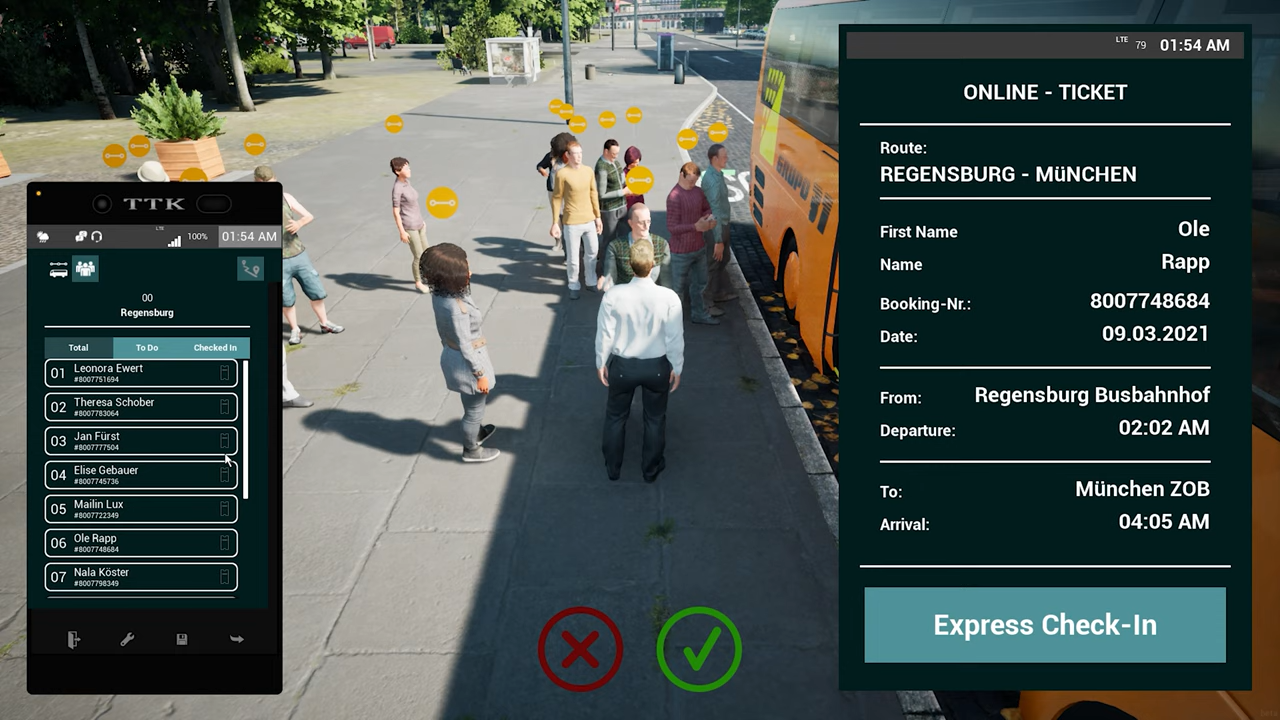 TTK
LTE
100%
01:54 AM
00
Regensburg
Total
To Do
Checked In
01
Leonora Ewert
#8007751694
02
Theresa Schober
#8007783064
03
Jan Fürst
#8007777504
04
Elise Gebauer
#8007745736
05
Mailin Lux
#8007722349
06
Ole Rapp
#8007748684
07
Nala Köster
#8007798349
GRUPO
LTE 79 01:54 AM
ONLINE - TICKET
Route:
REGENSBURG - MüNCHEN
First Name Ole
Name Rapp
Booking-Nr.: 8007748684
Date: 09.03.2021
From: Regensburg Busbahnhof
Departure: 02:02 AM
To: München ZOB
Arrival: 04:05 AM
Express Check-In